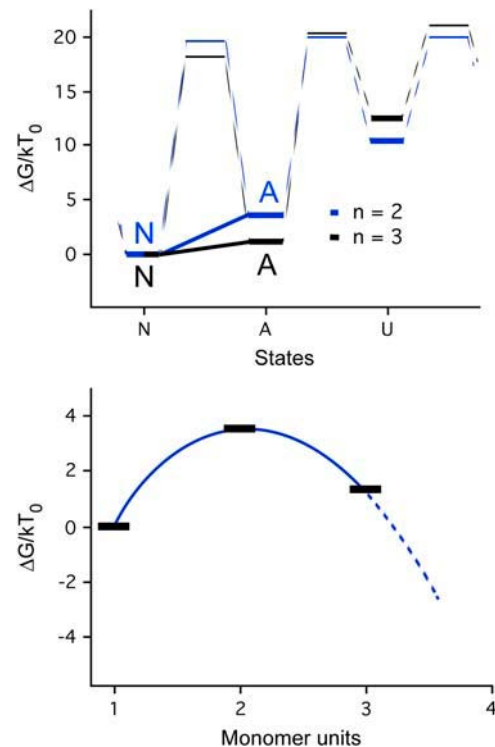 20
15
10
5
0
ΔG/kT0
N
A
N
A
n = 2
n = 3
N A U
States
4
2
0
-2
-4
ΔG/kT0
1 2 3 4
Monomer units